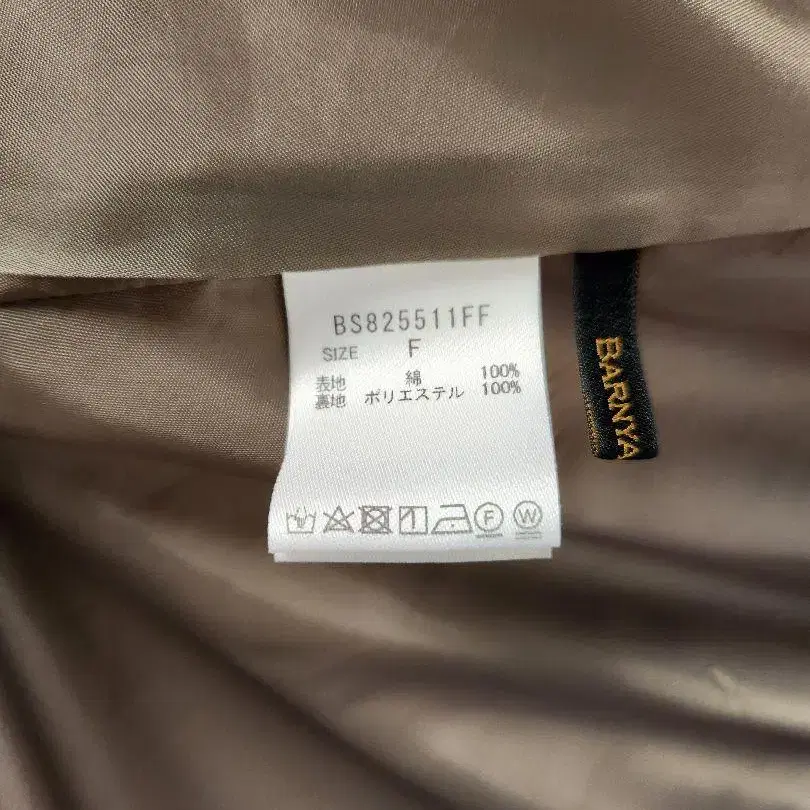 BS825511FF
SIZE F
表地 綿 100%
裏地 ポリエステル 100%
F W
BARNYA